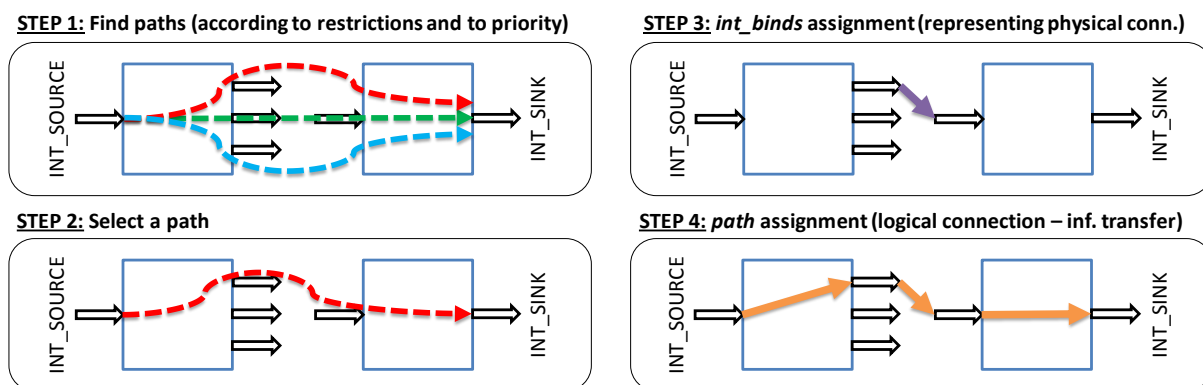 STEP 1: Find paths (according to restrictions and to priority)
INT_SOURCE
INT_SINK
STEP 2: Select a path
INT_SOURCE
INT_SINK
STEP 3: int_binds assignment (representing physical conn.)
INT_SOURCE
INT_SINK
STEP 4: path assignment (logical connection – inf. transfer)
INT_SOURCE
INT_SINK